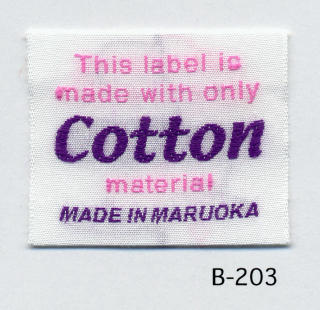 This label is
made with only
Cotton
material
MADE IN MARUOKA
B-203